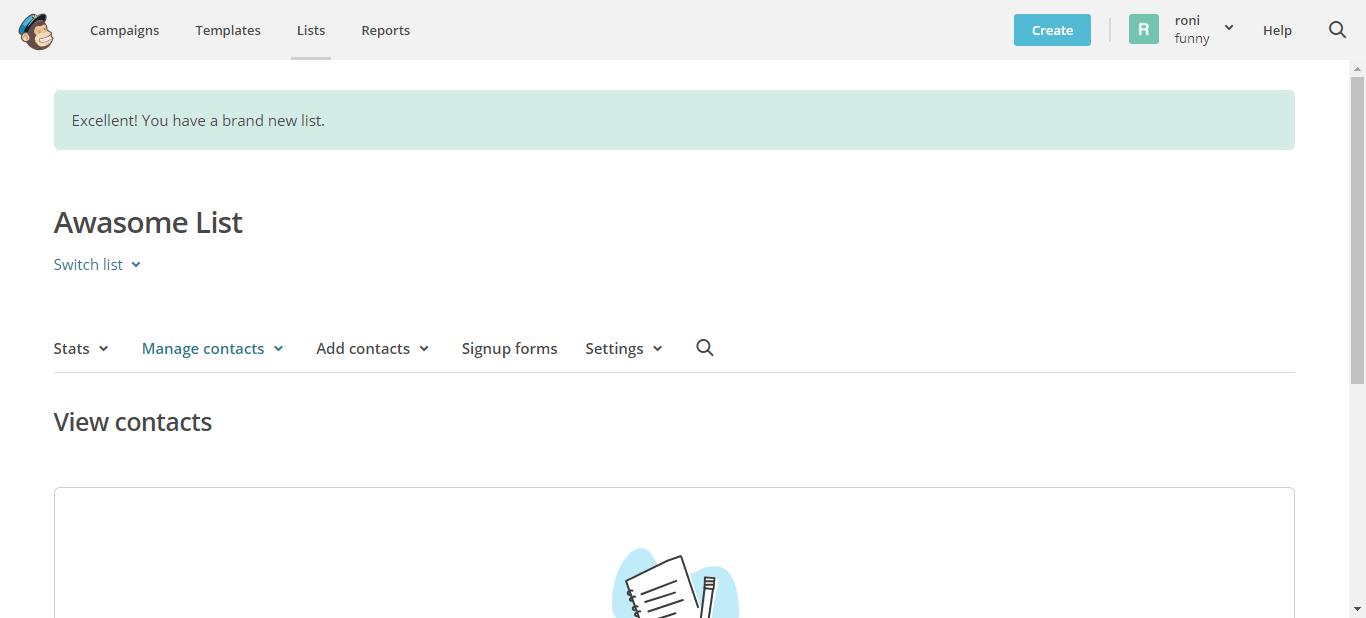 Campaigns Templates Lists Reports Create R roni Help
funny
Excellent! You have a brand new list.
Awasome List
Switch list
Stats Manage contacts Add contacts Signup forms Settings
View contacts